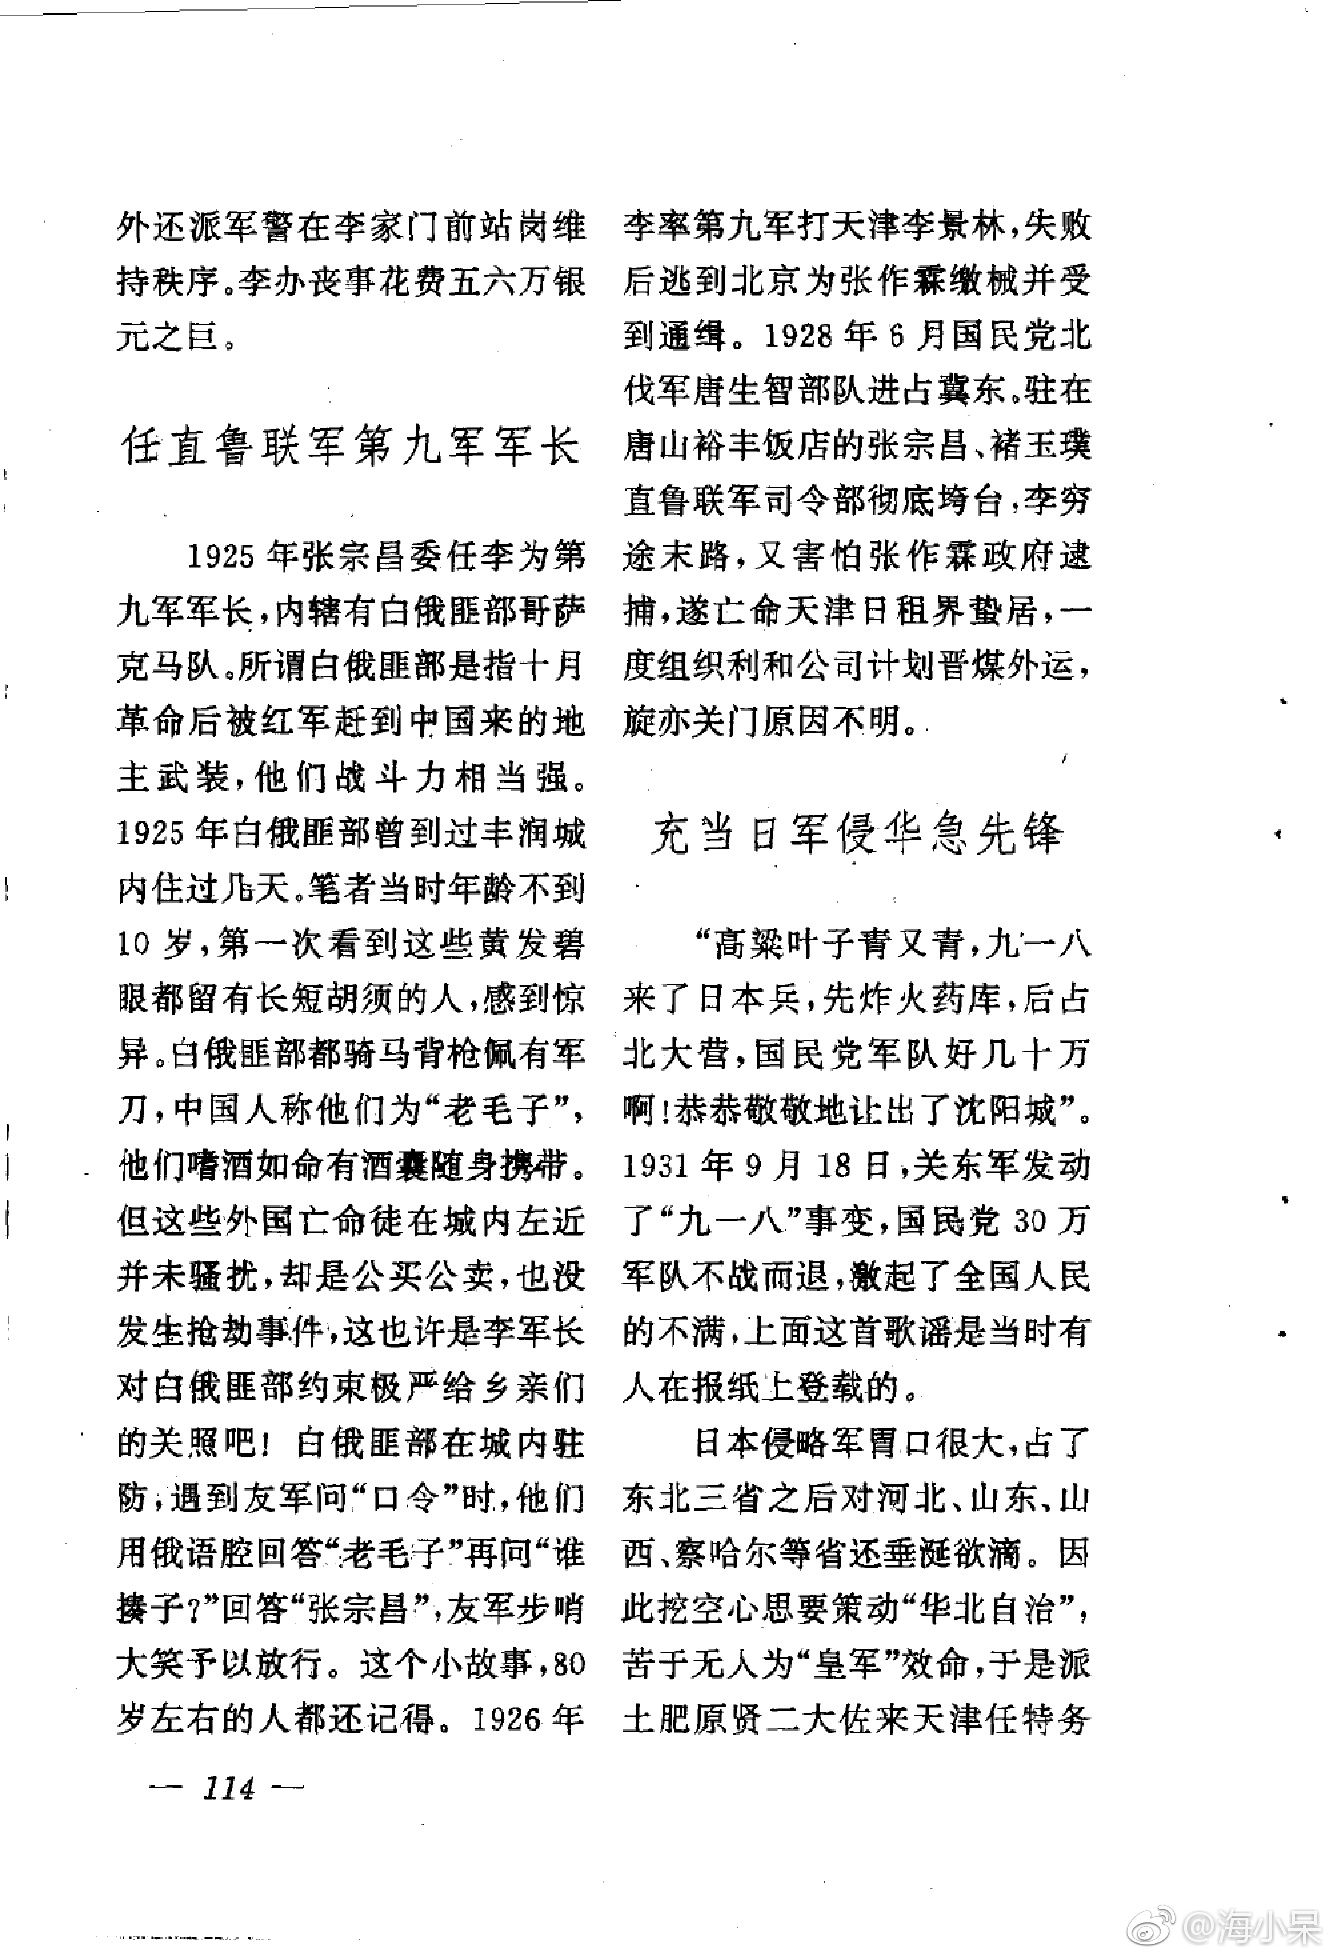 外还派军警在李家门前站岗维
持秩序。李办丧事花费五六万银
元之巨。
任直鲁联军第九军军长
1925年张宗昌委任李为第
九军军长，内辖有白俄匪部哥萨
克马队。所谓白俄匪部是指十月
革命后被红军赶到中国来的地
主武装，他们战斗力相当强。
1925年白俄匪部曾到过丰润城
内住过几天。笔者当时年龄不到
10岁，第一次看到这些黄发碧
眼都留有长短胡须的人，感到惊
异。白俄匪部都骑马背枪佩有军
刀，中国人称他们为“老毛子”，
他们嗜酒如命有酒囊随身携带。
但这些外国亡命徒在城内左近
并未骚扰，却是公买公卖，也没
发生抢劫事件，这也许是李军长
对白俄匪部约束极严给乡亲们
的关照吧！白俄匪部在城内驻
防，遇到友军问“口令”时，他们
用俄语腔回答“老毛子”再问“谁
揍子？”回答“张宗昌”，友军步哨
大笑予以放行。这个小故事，80
岁左右的人都还记得。1926年
李率第九军打天津李景林，失败
后逃到北京为张作霖缴械并受
到通缉。1928年6月国民党北
伐军唐生智部队进占冀东。驻在
唐山裕丰饭店的张宗昌、褚玉璞
直鲁联军司令部彻底垮台，李穷
途末路，又害怕张作霖政府逮
捕，遂亡命天津日租界蛰居，一
度组织利和公司计划晋煤外运，
旋亦关门原因不明。
充当日军侵华急先锋
“高粱叶子青又青，九一八
来了日本兵，先炸火药库，后占
北大营，国民党军队好几十万
啊！恭恭敬敬地让出了沈阳城”。
1931年9月18日，关东军发动
了“九一八”事变，国民党30万
军队不战而退，激起了全国人民
的不满，上面这首歌谣是当时有
人在报纸上登载的。
日本侵略军胃口很大，占了
东北三省之后对河北、山东、山
西、察哈尔等省还垂涎欲滴。因
此挖空心思要策动“华北自治”，
苦于无人为“皇军”效命，于是派
土肥原贤二大佐来天津任特务
— 114 —
@海小呆